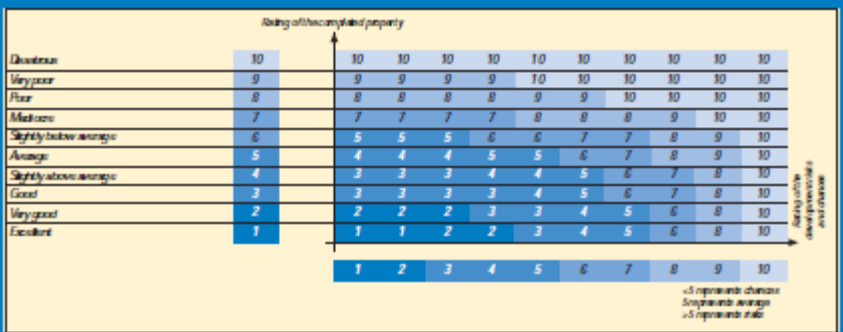 Rating of the completed property
Disastrous 10 10 10 10 10 10 10 10 10 10 10
Very poor 9 9 9 9 9 10 10 10 10 10 10
Poor 8 8 8 8 8 9 9 10 10 10 10
Mediocre 7 7 7 7 7 8 8 8 9 10 10
Slightly below average 6 5 5 5 6 6 7 7 8 9 10
Average 5 4 4 4 5 5 6 7 8 9 10
Slightly above average 4 3 3 3 4 4 5 6 7 8 10
Good 3 3 3 3 3 4 5 6 7 8 10
Very good 2 2 2 2 3 3 4 5 6 8 10
Excellent 1 1 1 2 2 3 4 5 6 8 10
Rating of the
development risks
and chances
1 2 3 4 5 6 7 8 9 10
<5 represents chances
5 represents average
>5 represents risks